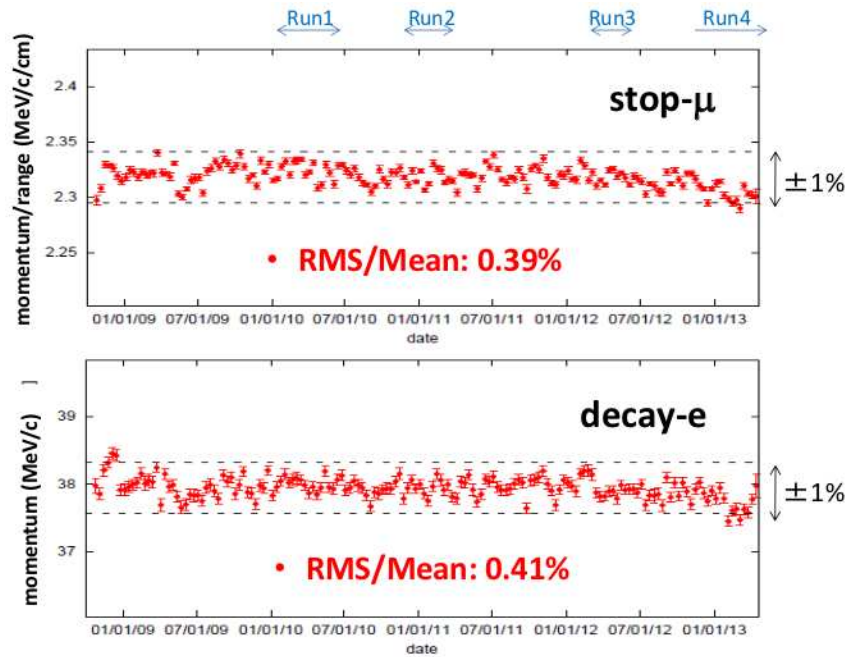 Run1 Run2 Run3 Run4
momentum/range (MeV/c/cm)
2.4
2.35
2.3
2.25
stop-μ
±1%
• RMS/Mean: 0.39%
01/01/09 07/01/09 01/01/10 07/01/10 01/01/11 07/01/11 01/01/12 07/01/12 01/01/13
date
momentum (MeV/c)
]
39
38
37
decay-e
±1%
• RMS/Mean: 0.41%
01/01/09 07/01/09 01/01/10 07/01/10 01/01/11 07/01/11 01/01/12 07/01/12 01/01/13
date